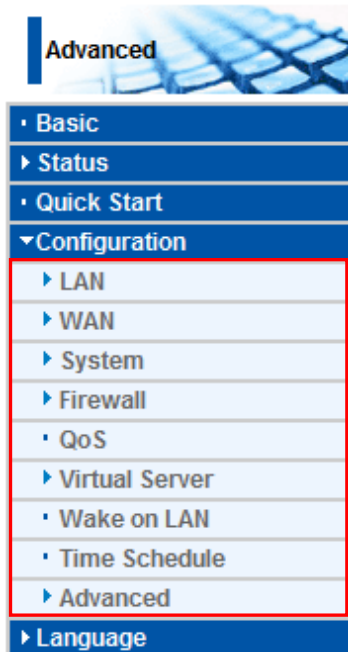 Advanced
Basic
Status
Quick Start
Configuration
LAN
WAN
System
Firewall
QoS
Virtual Server
Wake on LAN
Time Schedule
Advanced
Language